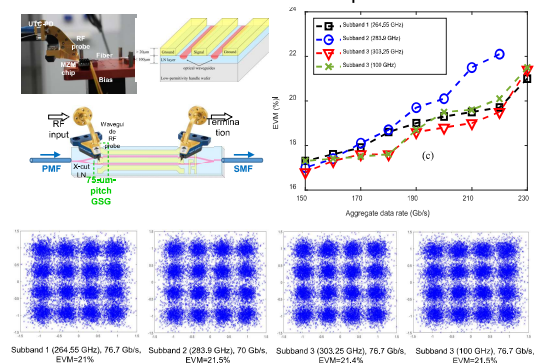 UTC-PD
RF
probe
Fiber
MZM
chip
Bias
Ground
Signal
Ground
LN layer
optical waveguides
Low-permittivity handle wafer
RF
input
Wavegui
de
RF
probe
Termina
tion
PMF
X-cut
LN
SMF
75-um-
pitch
GSG
Subband 1 (264,55 GHz)
Subband 2 (283.9 GHz)
Subband 3 (303,25 GHz)
Subband 3 (100 GHz)
EVM (%)
24
22
20
18
16
(c)
150
170
190
210
230
Aggregate data rate (Gb/s)
Subband 1 (264,55 GHz), 76.7 Gb/s,
EVM=21%
Subband 2 (283.9 GHz), 70 Gb/s,
EVM=21.5%
Subband 3 (303,25 GHz), 76.7 Gb/s,
EVM=21.4%
Subband 3 (100 GHz), 76.7 Gb/s,
EVM=21.5%